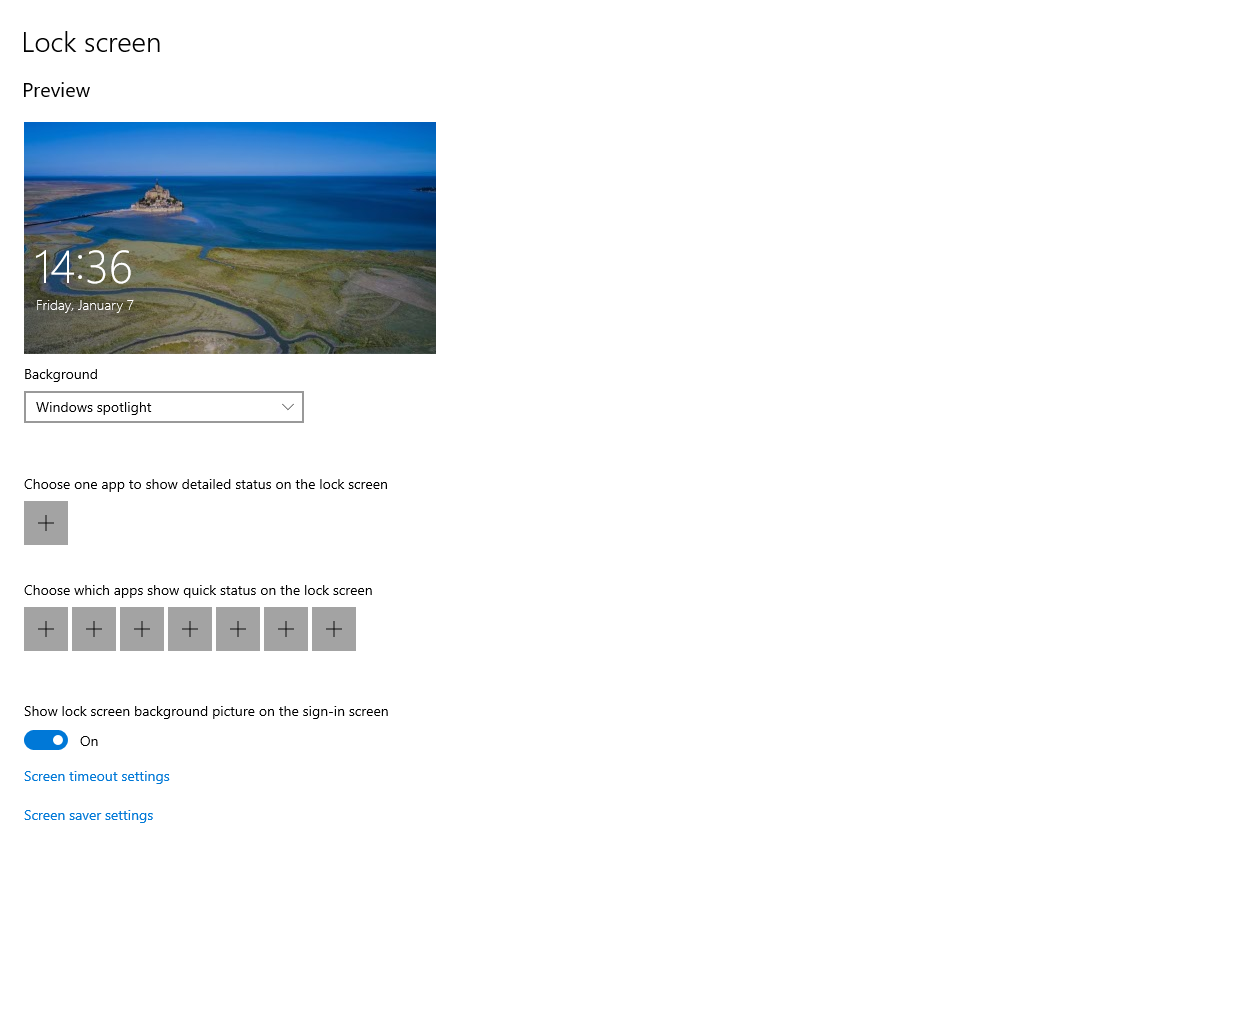 Lock screen
Preview
14:36
Friday, January 7
Background
Windows spotlight
Choose one app to show detailed status on the lock screen
Choose which apps show quick status on the lock screen
Show lock screen background picture on the sign-in screen
On
Screen timeout settings
Screen saver settings